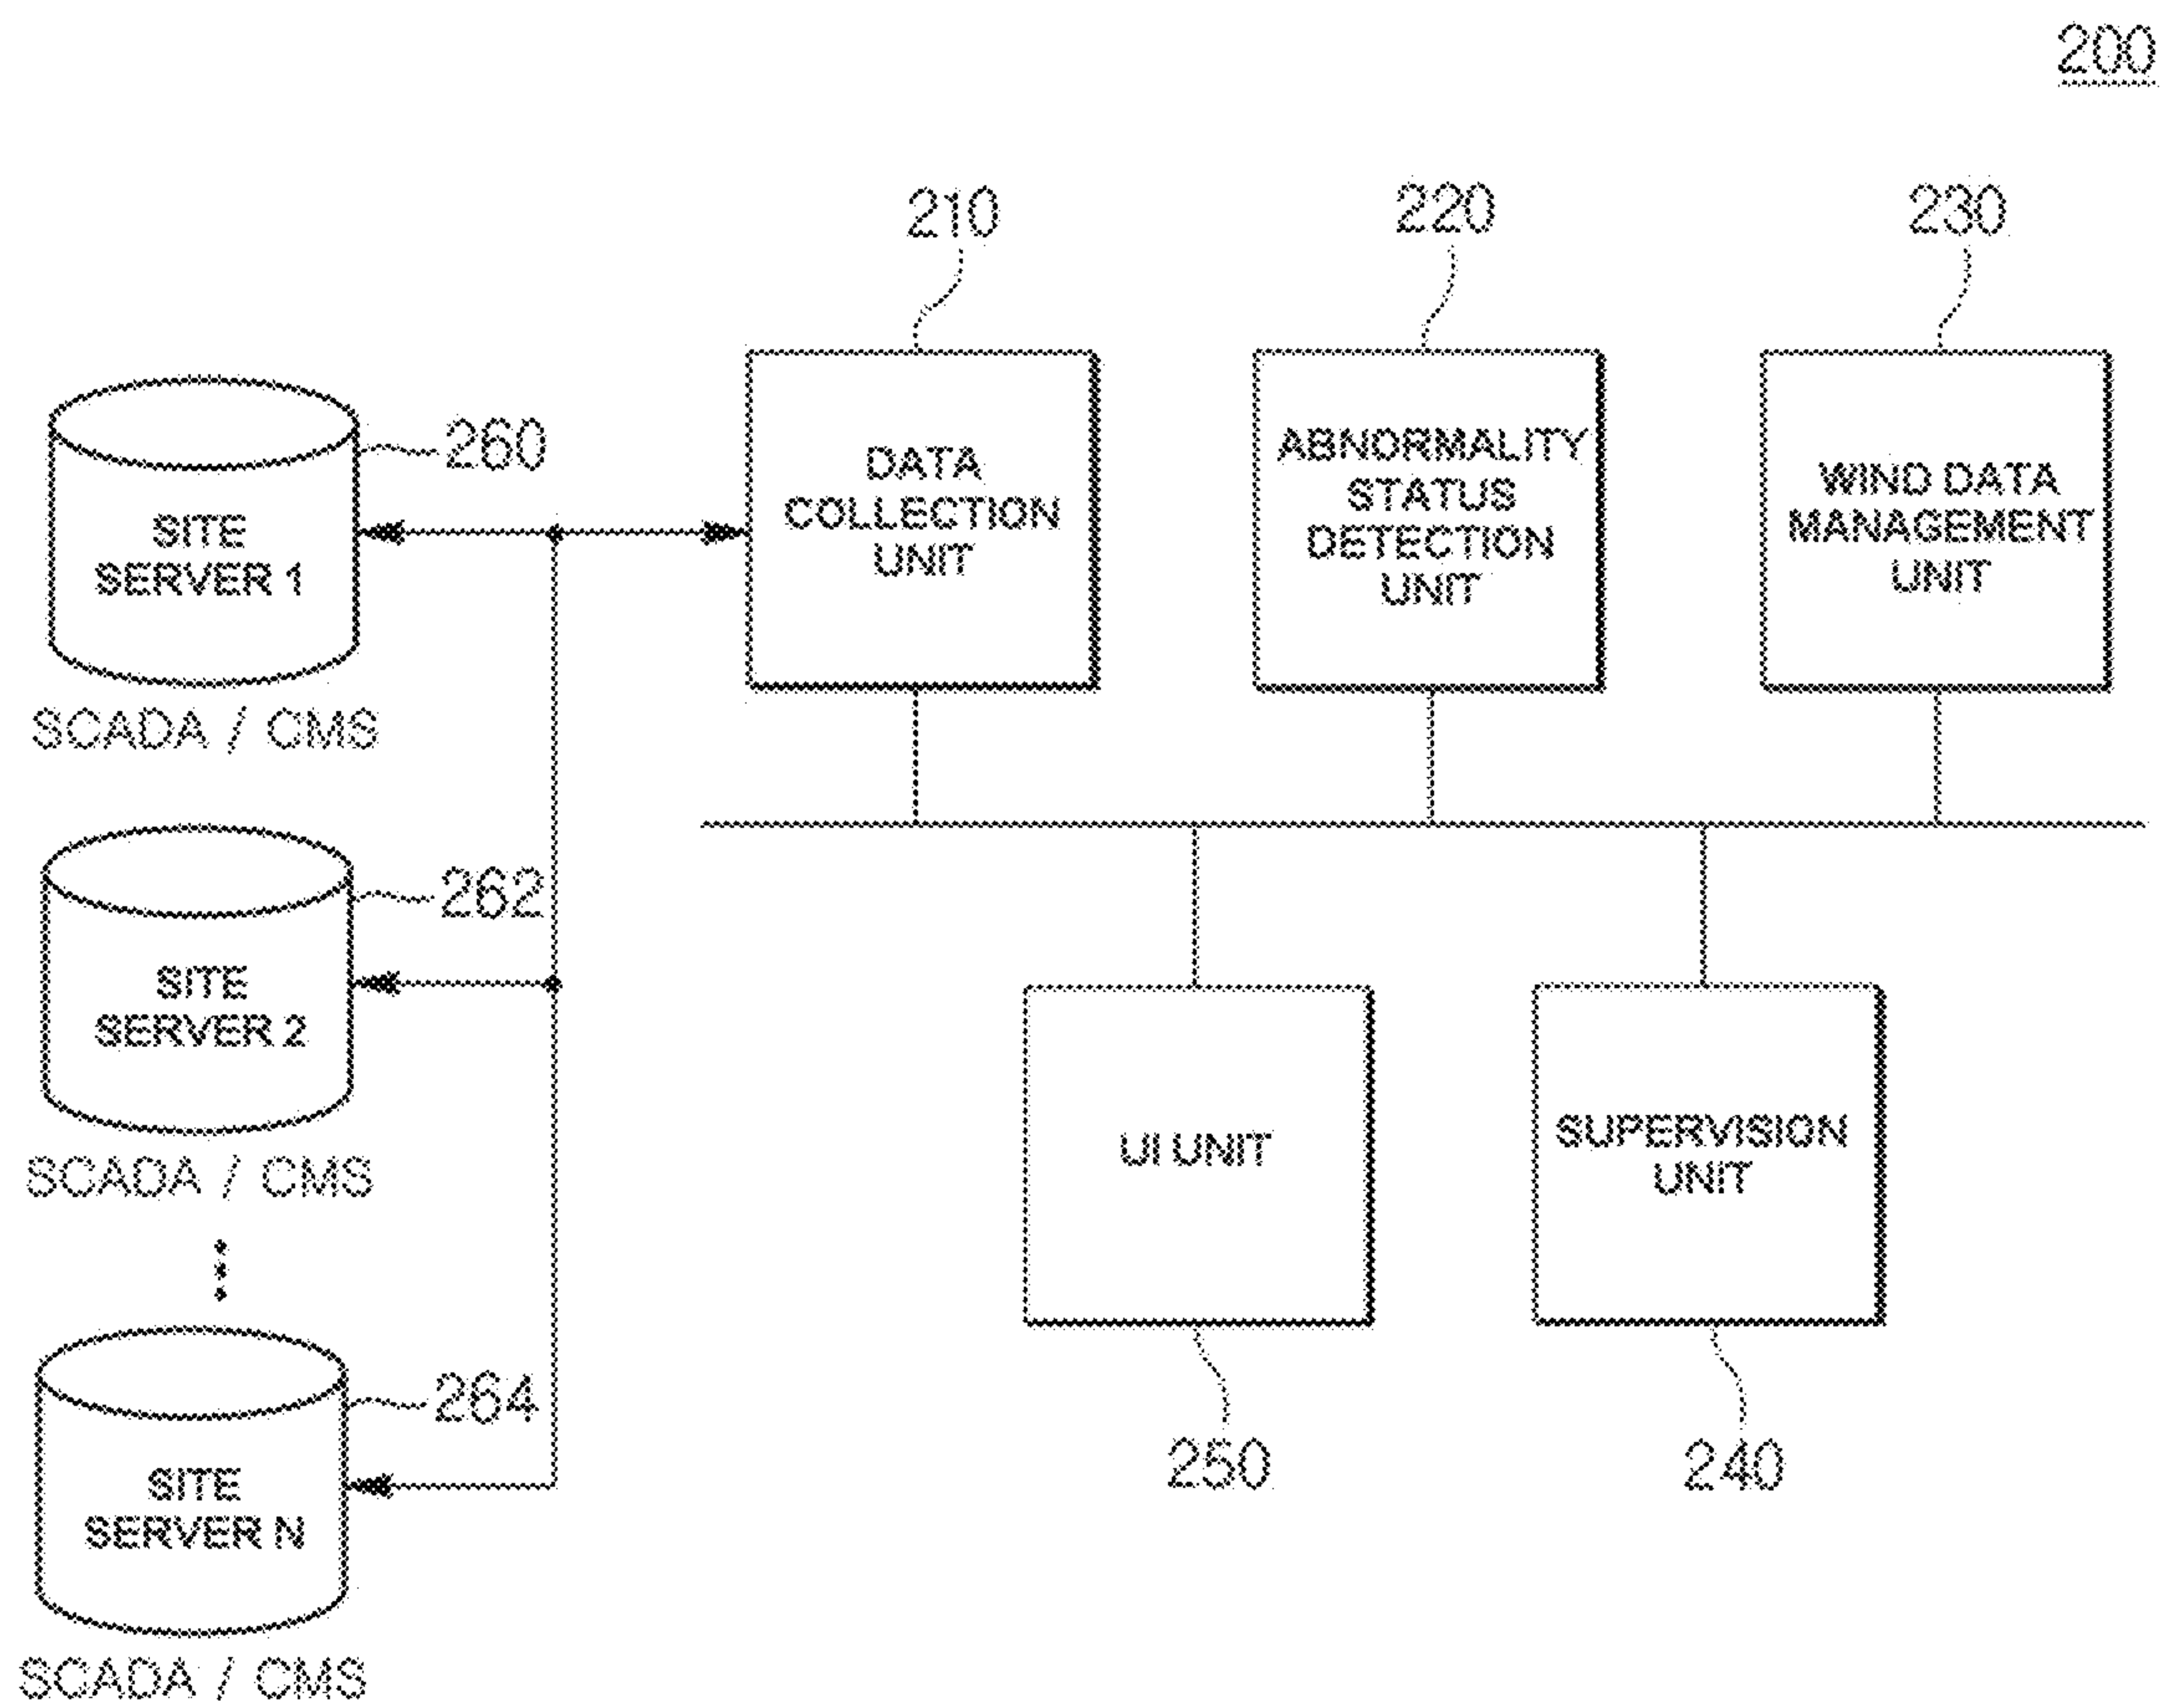 200
210
220
230
260
DATA
COLLECTION
UNIT
ABNORMALITY
STATUS
DETECTION
UNIT
WIND DATA
MANAGEMENT
UNIT
SITE
SERVER 1
SCADA / CMS
262
SITE
SERVER 2
SCADA / CMS
UI UNIT
SUPERVISION
UNIT
264
SITE
SERVER N
SCADA / CMS
250
240